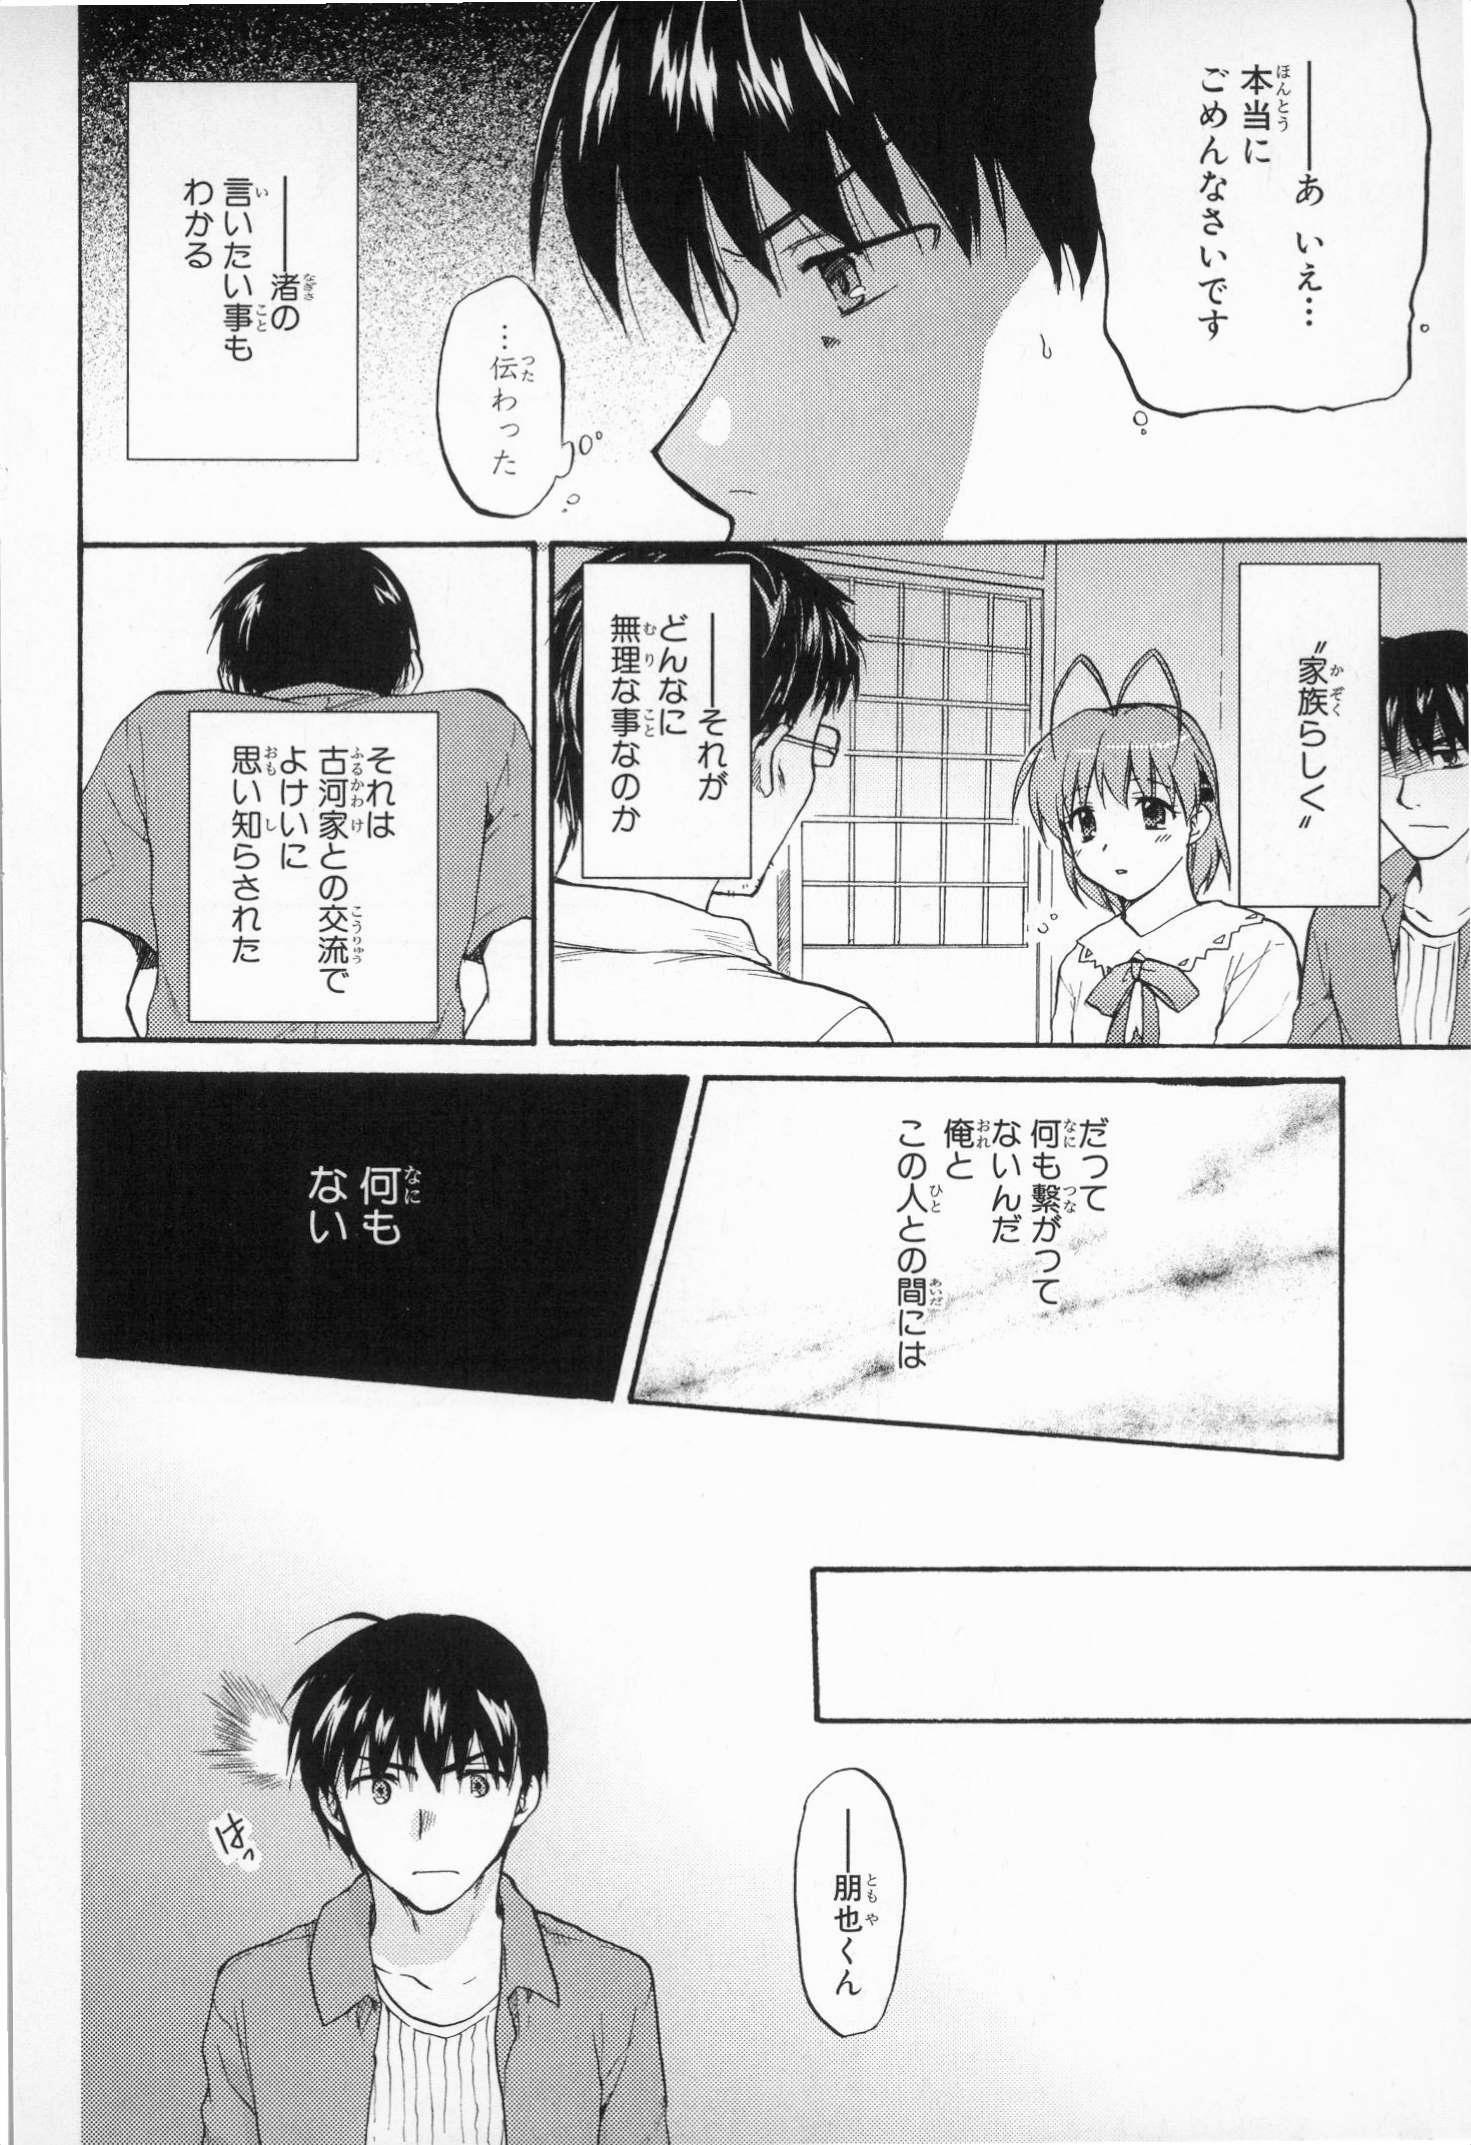 ――あ いえ…
本当に
ごめんなさいです
…伝わった
――渚の
言いたい事も
わかる
〝家族らしく〟
――それが
どんなに
無理な事なのか
それは
古河家との交流で
よけいに
思い知らされた
だって
何も繋がって
ないんだ
俺と
この人との間には
何も
ない
――朋也くん
はっ